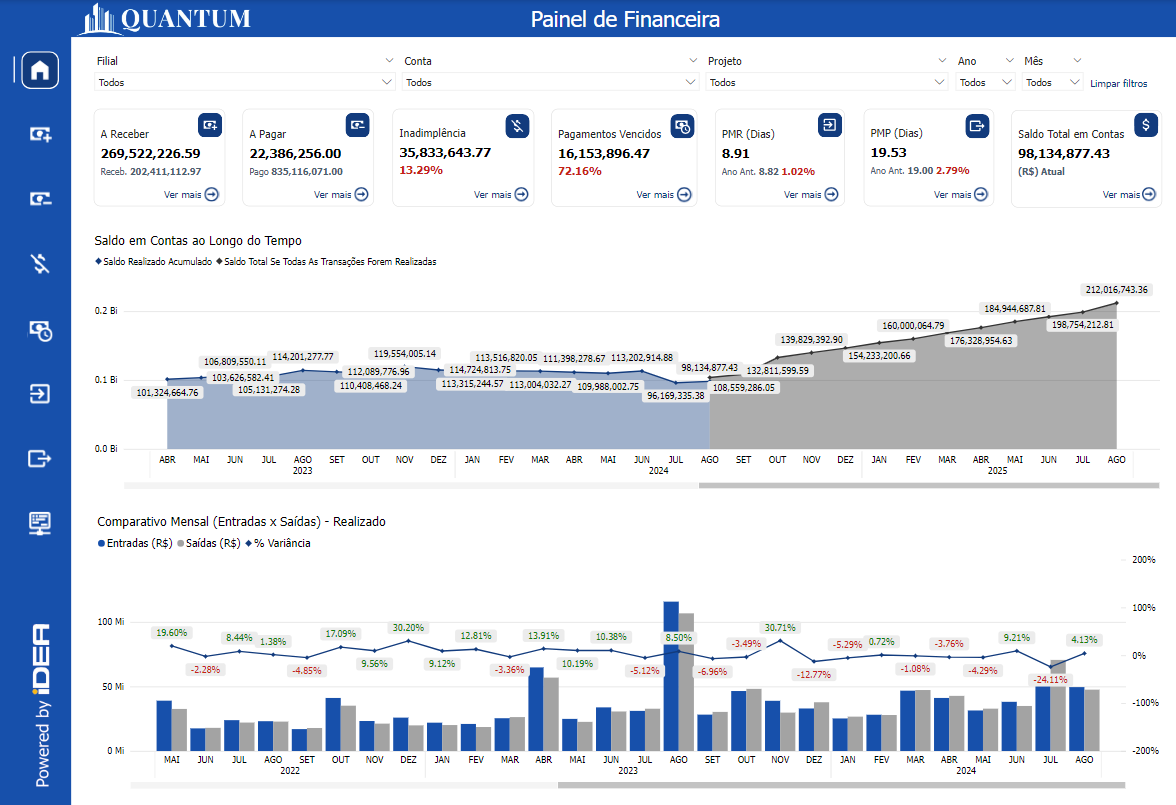 QUANTUM
Painel de Financeira
Filial
Conta
Projeto
Ano
Mês
Todos
Todos
Todos
Todos
Todos
Limpar filtros
A Receber
269,522,226.59
Receb. 202,411,112.97
Ver mais
A Pagar
22,386,256.00
Pago 835,116,071.00
Ver mais
Inadimplência
35,833,643.77
13.29%
Ver mais
Pagamentos Vencidos
16,153,896.47
72.16%
Ver mais
PMR (Dias)
8.91
Ano Ant. 8.82 1.02%
Ver mais
PMP (Dias)
19.53
Ano Ant. 19.00 2.79%
Ver mais
Saldo Total em Contas
98,134,877.43
(R$) Atual
Ver mais
Saldo em Contas ao Longo do Tempo
Saldo Realizado Acumulado
Saldo Total Se Todas As Transações Forem Realizadas
0.2 Bi
0.1 Bi
0.0 Bi
101,324,664.76
106,809,550.11
103,626,582.41
105,131,274.28
114,201,277.77
112,089,776.96
110,408,468.24
119,554,005.14
114,724,813.75
113,315,244.57
113,516,820.05
113,004,032.27
111,398,278.67
109,988,002.75
113,202,914.88
96,169,335.38
98,134,877.43
108,559,286.05
132,811,599.59
139,829,392.90
154,233,200.66
160,000,064.79
176,328,954.63
184,944,687.81
198,754,212.81
212,016,743.36
ABR MAI JUN JUL AGO SET OUT NOV DEZ JAN FEV MAR ABR MAI JUN JUL AGO SET OUT NOV DEZ JAN FEV MAR ABR MAI JUN JUL AGO
2023 2024 2025
Comparativo Mensal (Entradas x Saídas) - Realizado
Entradas (R$) Saídas (R$) % Variância
100 Mi
50 Mi
0 Mi
200%
100%
0%
-100%
-200%
19.60%
-2.28%
8.44%
1.38%
-4.85%
17.09%
9.56%
30.20%
9.12%
12.81%
-3.36%
13.91%
10.19%
10.38%
-5.12%
8.50%
-6.96%
-3.49%
30.71%
-12.77%
-5.29%
0.72%
-1.08%
-3.76%
-4.29%
9.21%
-24.11%
4.13%
MAI JUN JUL AGO SET OUT NOV DEZ JAN FEV MAR ABR MAI JUN JUL AGO SET OUT NOV DEZ JAN FEV MAR ABR MAI JUN JUL AGO
2022 2023 2024
Powered by iDEA